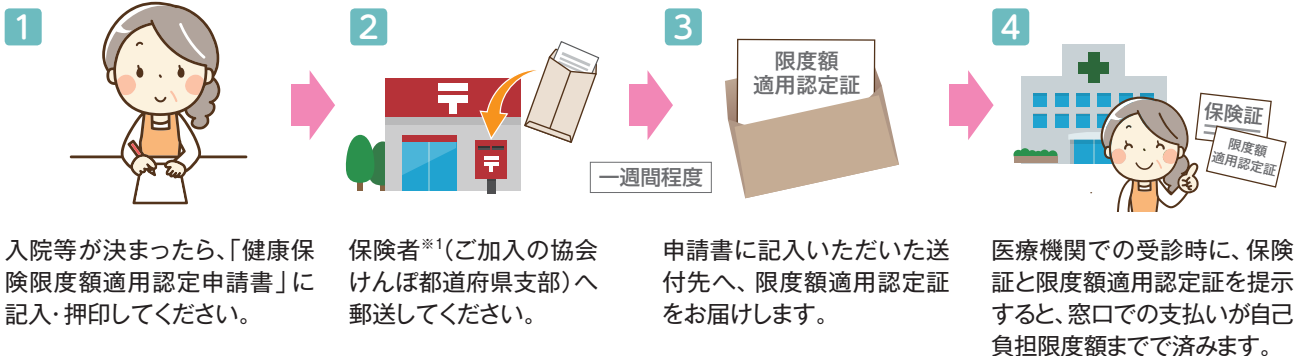 1
2
3
4
限度額
適用認定証
保険証
限度額
適用認定証
一週間程度
入院等が決まったら、「健康保
険限度額適用認定申請書」に
記入・押印してください。
保険者※1(ご加入の協会
けんぽ都道府県支部)へ
郵送してください。
申請書に記入いただいた送
付先へ、限度額適用認定証
をお届けします。
医療機関での受診時に、保険
証と限度額適用認定証を提示
すると、窓口での支払いが自己
負担限度額までで済みます。